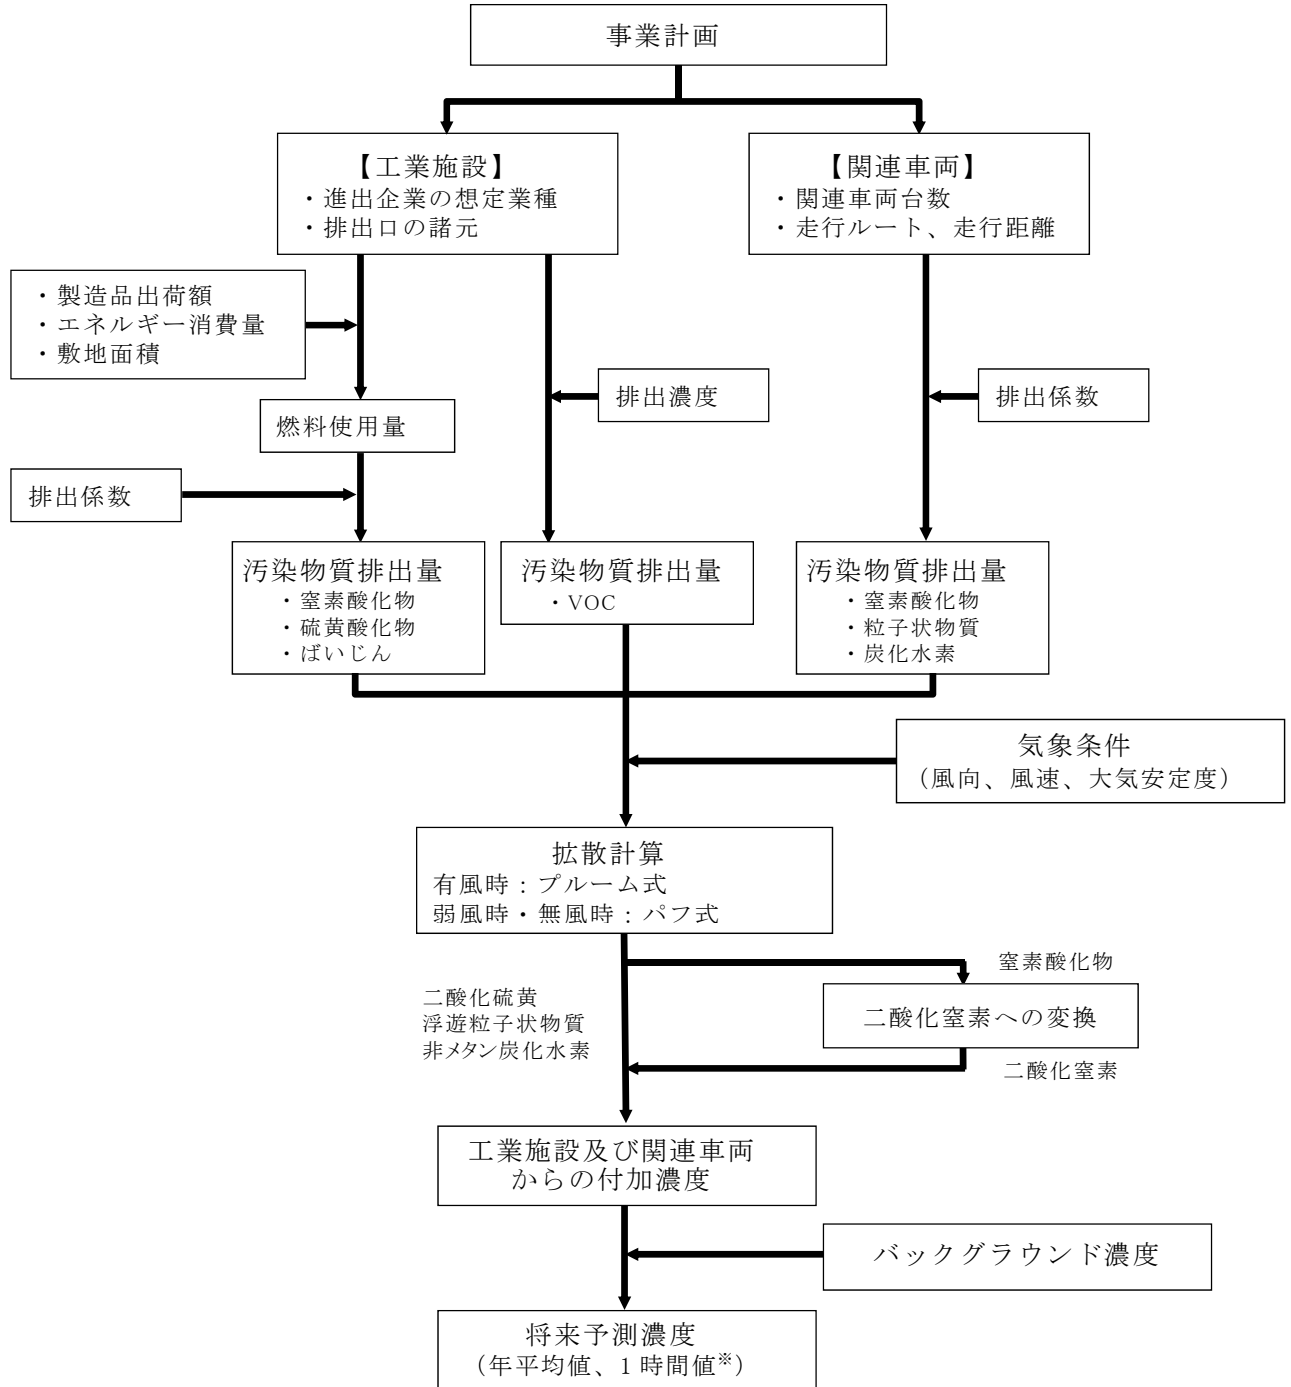 事業計画
【工業施設】
・進出企業の想定業種
・排出口の諸元
【関連車両】
・関連車両台数
・走行ルート、走行距離
・製造品出荷額
・エネルギー消費量
・敷地面積
排出濃度
排出係数
燃料使用量
排出係数
汚染物質排出量
・窒素酸化物
・硫黄酸化物
・ばいじん
汚染物質排出量
・VOC
汚染物質排出量
・窒素酸化物
・粒子状物質
・炭化水素
気象条件
（風向、風速、大気安定度）
拡散計算
有風時：プルーム式
弱風時・無風時：パフ式
窒素酸化物
二酸化硫黄
浮遊粒子状物質
非メタン炭化水素
二酸化窒素への変換
二酸化窒素
工業施設及び関連車両
からの付加濃度
バックグラウンド濃度
将来予測濃度
（年平均値、1 時間値※）